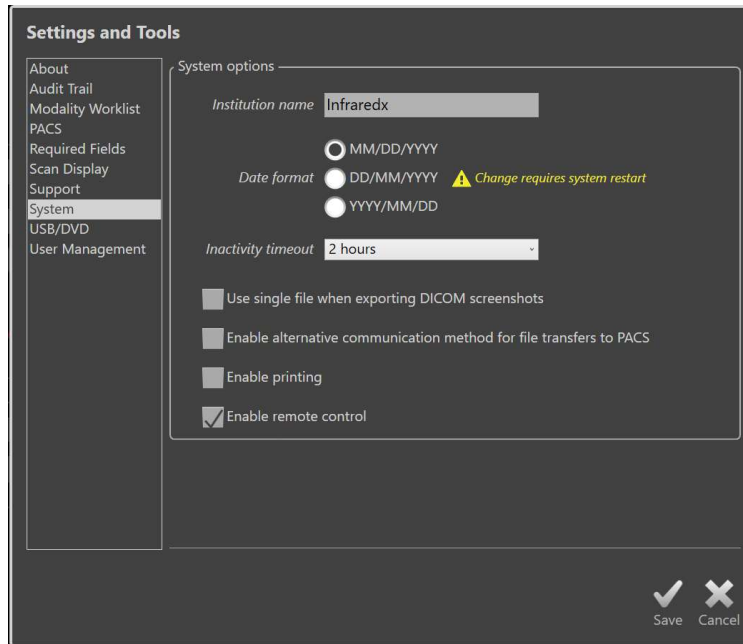 Settings and Tools
About
Audit Trail
Modality Worklist
PACS
Required Fields
Scan Display
Support
System
USB/DVD
User Management
System options
Institution name Infraredx
MM/DD/YYYY
Date format DD/MM/YYYY Change requires system restart
YYYY/MM/DD
Inactivity timeout 2 hours
Use single file when exporting DICOM screenshots
Enable alternative communication method for file transfers to PACS
Enable printing
Enable remote control
Save Cancel